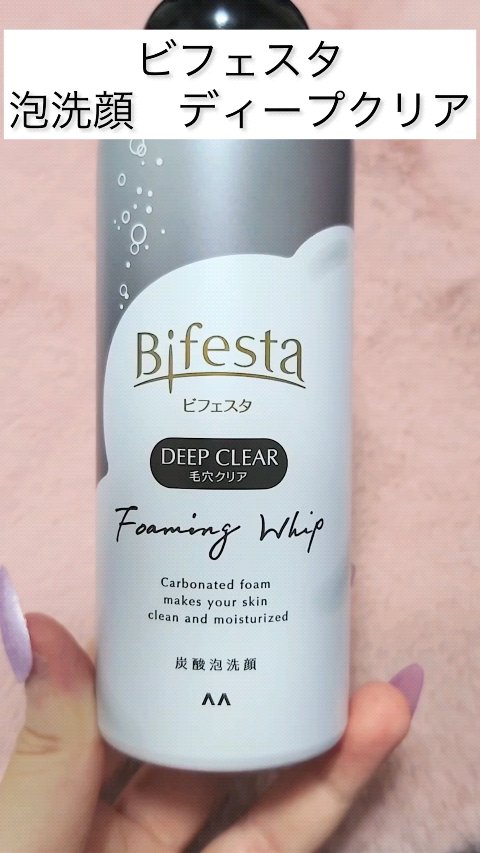 ビフェスタ
泡洗顔　ディープクリア
Bifesta
ビフェスタ
DEEP CLEAR
毛穴クリア
Foaming Whip
Carbonated foam
makes your skin
clean and moisturized
炭酸泡洗顔